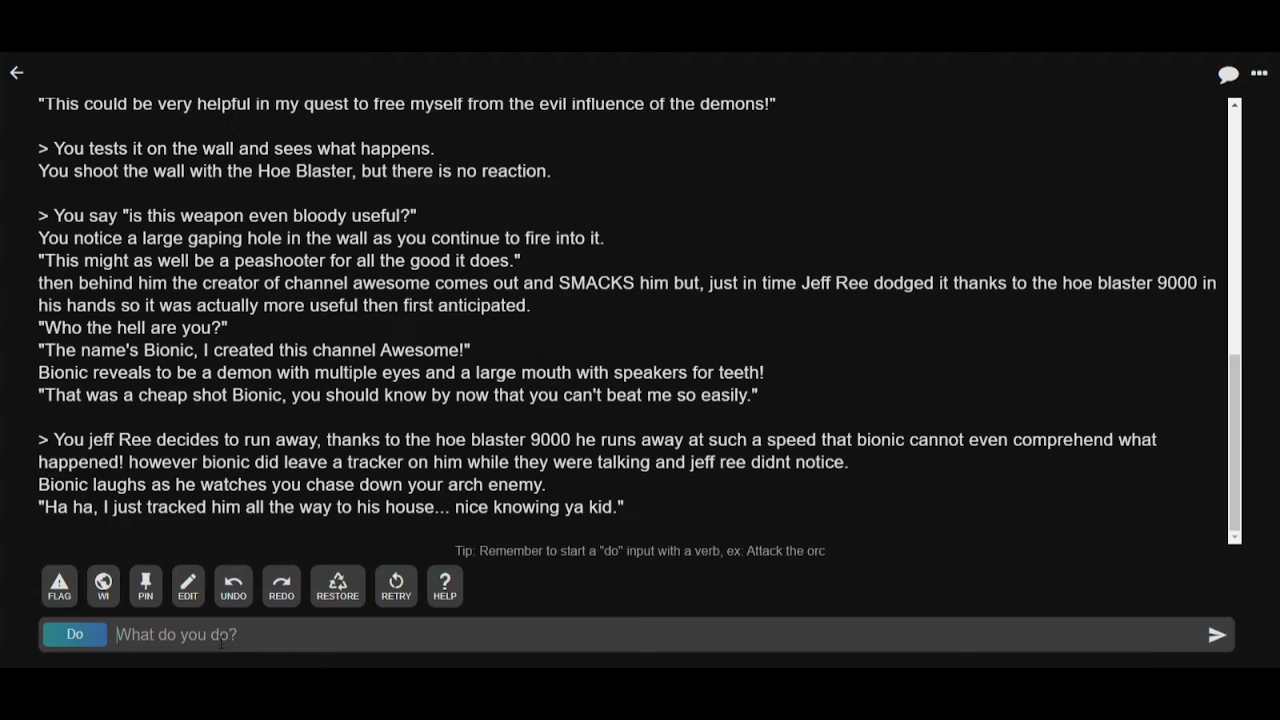 "This could be very helpful in my quest to free myself from the evil influence of the demons!"
> You tests it on the wall and sees what happens.
You shoot the wall with the Hoe Blaster, but there is no reaction.
> You say "is this weapon even bloody useful?"
You notice a large gaping hole in the wall as you continue to fire into it.
"This might as well be a peashooter for all the good it does."
then behind him the creator of channel awesome comes out and SMACKS him but, just in time Jeff Ree dodged it thanks to the hoe blaster 9000 in
his hands so it was actually more useful then first anticipated.
"Who the hell are you?"
"The name's Bionic, I created this channel Awesome!"
Bionic reveals to be a demon with multiple eyes and a large mouth with speakers for teeth!
"That was a cheap shot Bionic, you should know by now that you can't beat me so easily."
> You jeff Ree decides to run away, thanks to the hoe blaster 9000 he runs away at such a speed that bionic cannot even comprehend what
happened! however bionic did leave a tracker on him while they were talking and jeff ree didnt notice.
Bionic laughs as he watches you chase down your arch enemy.
"Ha ha, I just tracked him all the way to his house... nice knowing ya kid."
Tip: Remember to start a "do" input with a verb, ex: Attack the orc
FLAG WI PIN EDIT UNDO REDO RESTORE RETRY HELP
Do What do you do?